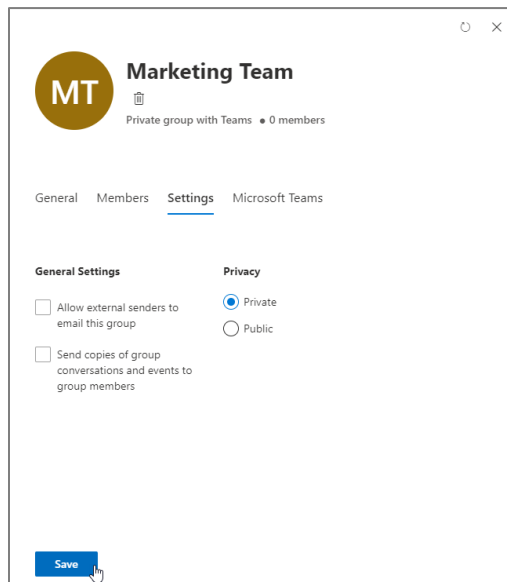 MT
Marketing Team
Private group with Teams • 0 members
General Members Settings Microsoft Teams
General Settings
Allow external senders to
email this group
Send copies of group
conversations and events to
group members
Privacy
Private
Public
Save